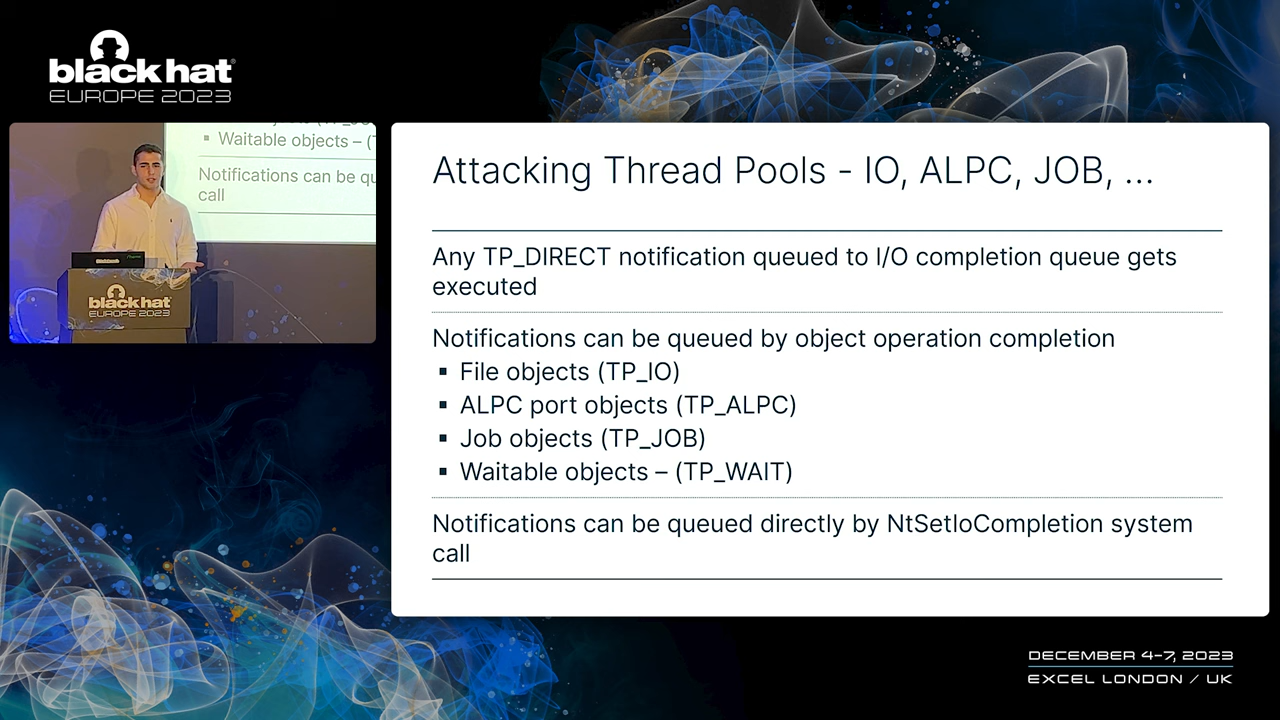 black hat
EUROPE 2023
Waitable objects – (T
Notifications can be qu
call
black hat
EUROPE 2023
Attacking Thread Pools - IO, ALPC, JOB, ...
Any TP_DIRECT notification queued to I/O completion queue gets
executed
Notifications can be queued by object operation completion
▪ File objects (TP_IO)
▪ ALPC port objects (TP_ALPC)
▪ Job objects (TP_JOB)
▪ Waitable objects – (TP_WAIT)
Notifications can be queued directly by NtSetIoCompletion system
call
DECEMBER 4-7, 2023
EXCEL LONDON / UK